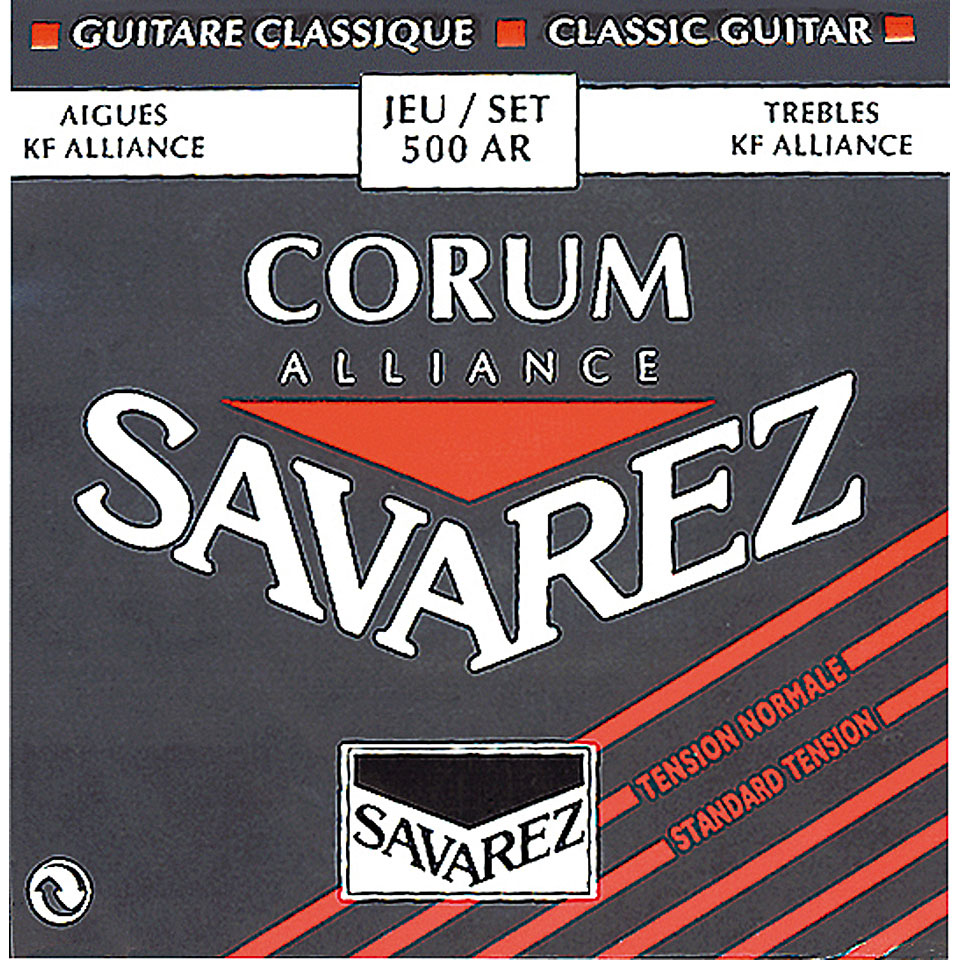 GUITARE CLASSIQUE CLASSIC GUITAR
AIGUES
KF ALLIANCE
JEU / SET
500 AR
TREBLES
KF ALLIANCE
CORUM
ALLIANCE
SAVAREZ
TENSION NORMALE
STANDARD TENSION
SAVAREZ